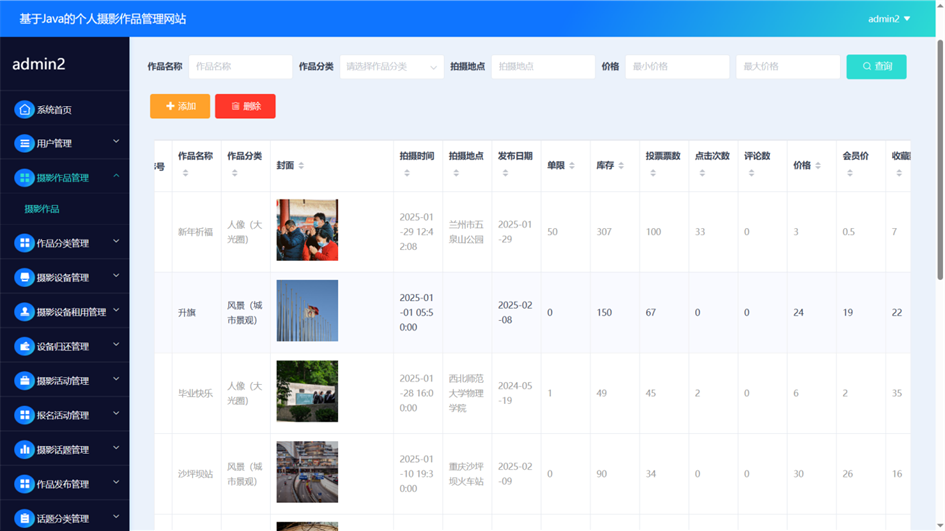 基于Java的个人摄影作品管理网站
admin2
admin2
作品名称 作品名称 作品分类 请选择作品分类 拍摄地点 拍摄地点 价格 最小价格 最大价格 查询
添加 删除
系统首页
用户管理
摄影作品管理
摄影作品
作品分类管理
摄影设备管理
摄影设备租用管理
设备归还管理
摄影活动管理
报名活动管理
摄影话题管理
作品发布管理
话题分类管理
号 作品名称 作品分类 封面 拍摄时间 拍摄地点 发布日期 单限 库存 投票票数 点击次数 评论数 价格 会员价 收藏
新年祈福
人像（大
光圈)
2025-01
-29 12:4
2:08
兰州市五
泉山公园
2025-01
-29
50 307 100 33 0 3 0.5 7
升旗
风景（城
市景观)
2025-01
-01 05:5
0:00
2025-02
-08
0 150 67 0 0 24 19 22
毕业快乐
人像（大
光圈)
2025-01
-28 16:0
0:00
西北师范
大学物理
学院
2024-05
-19
1 49 45 2 0 6 2 35
沙坪坝站
风景（城
市景观)
2025-01
-10 19:3
0:00
重庆沙坪
坝火车站
2025-02
-09
0 90 34 0 0 30 26 16